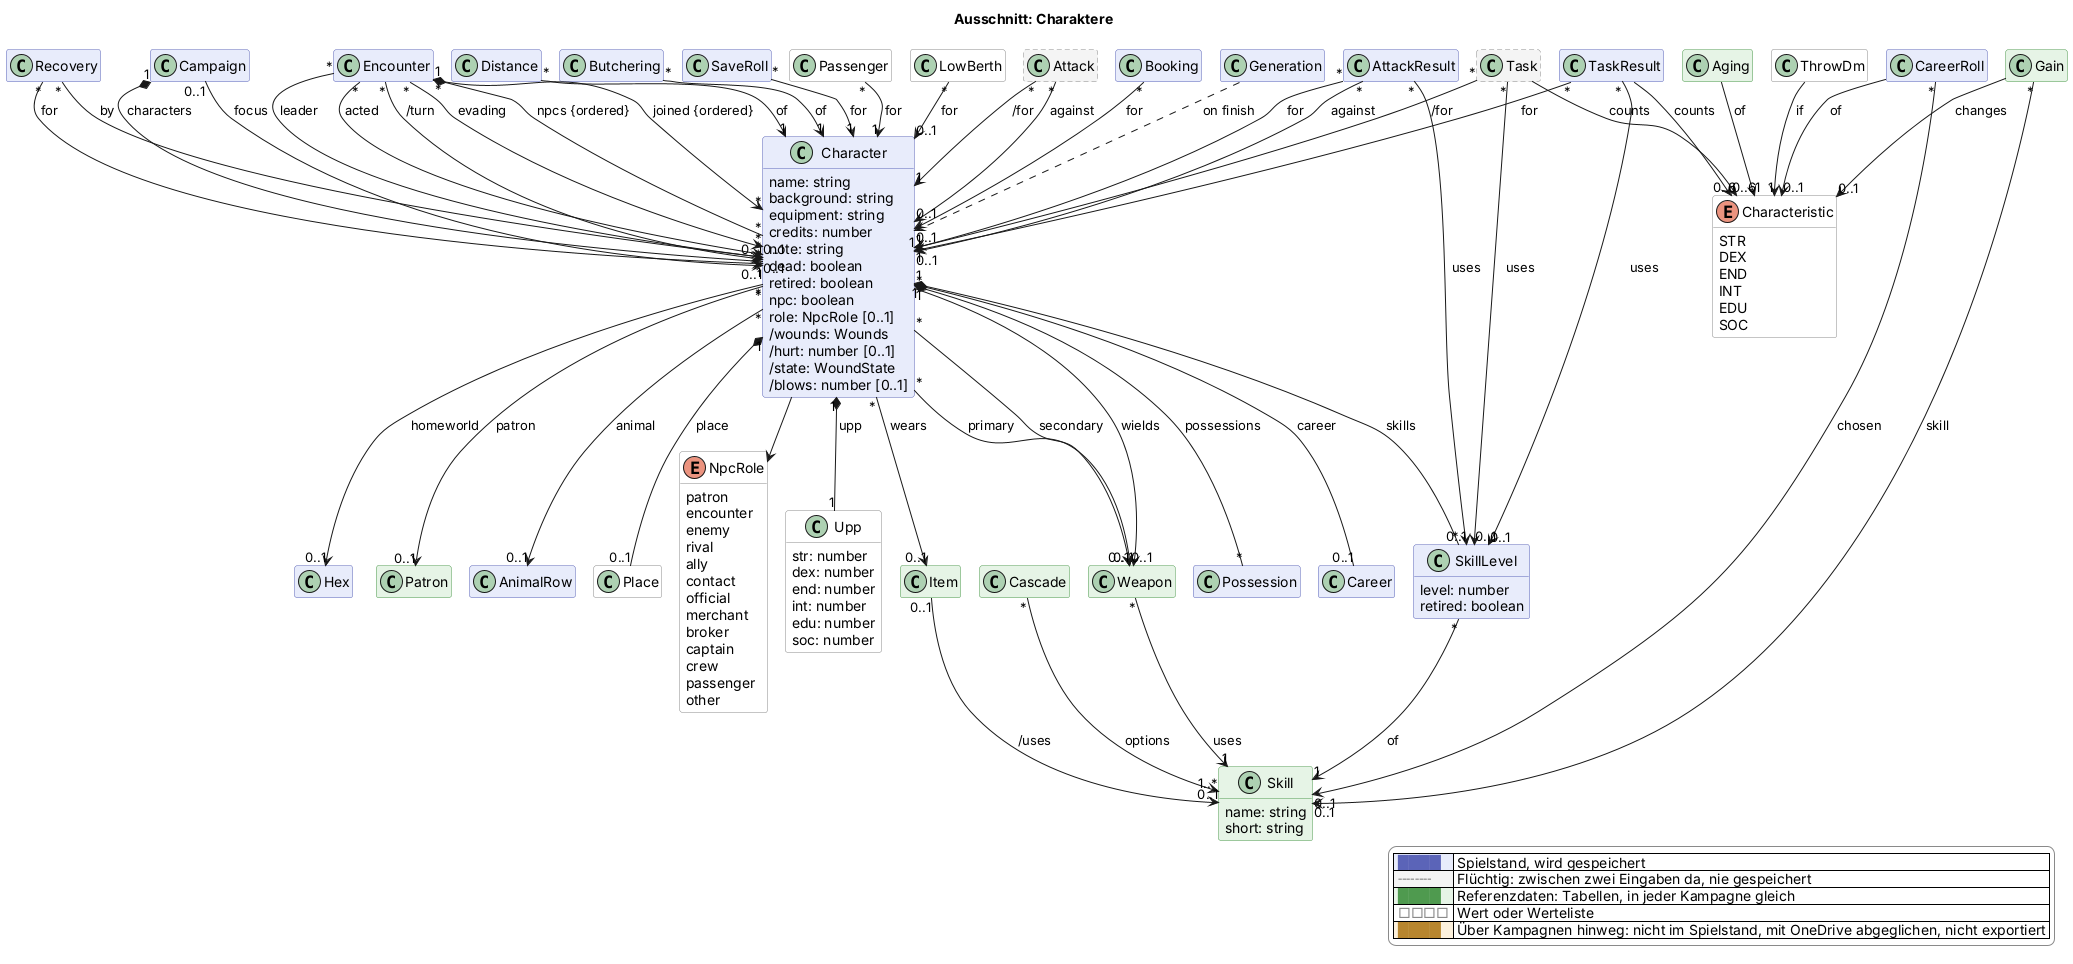 Ausschnitt: Charaktere
Recovery
Campaign
Encounter
Distance
Butchering
SaveRoll
Passenger
LowBerth
Attack
Booking
Generation
AttackResult
Task
TaskResult
Aging
ThrowDm
CareerRoll
Gain
for
by
characters
focus
leader
acted
/turn
evading
npcs {ordered}
joined {ordered}
of
of
for
for
for
/for
against
for
on finish
for
against
/for
for
counts
counts
of
if
of
changes
Character
name: string
background: string
equipment: string
credits: number
note: string
dead: boolean
retired: boolean
npc: boolean
role: NpcRole [0..1]
/wounds: Wounds
/hurt: number [0..1]
/state: WoundState
/blows: number [0..1]
Characteristic
STR
DEX
END
INT
EDU
SOC
uses
uses
uses
homeworld
patron
animal
place
upp
wears
primary
secondary
wields
possessions
career
skills
chosen
skill
NpcRole
patron
encounter
enemy
rival
ally
contact
official
merchant
broker
captain
crew
passenger
other
Upp
str: number
dex: number
end: number
int: number
edu: number
soc: number
Hex
Patron
AnimalRow
Place
Item
Cascade
Weapon
Possession
Career
SkillLevel
level: number
retired: boolean
/uses
options
uses
of
Skill
name: string
short: string
Spielstand, wird gespeichert
Flüchtig: zwischen zwei Eingaben da, nie gespeichert
Referenzdaten: Tabellen, in jeder Kampagne gleich
Wert oder Werteliste
Über Kampagnen hinweg: nicht im Spielstand, mit OneDrive abgeglichen, nicht exportiert